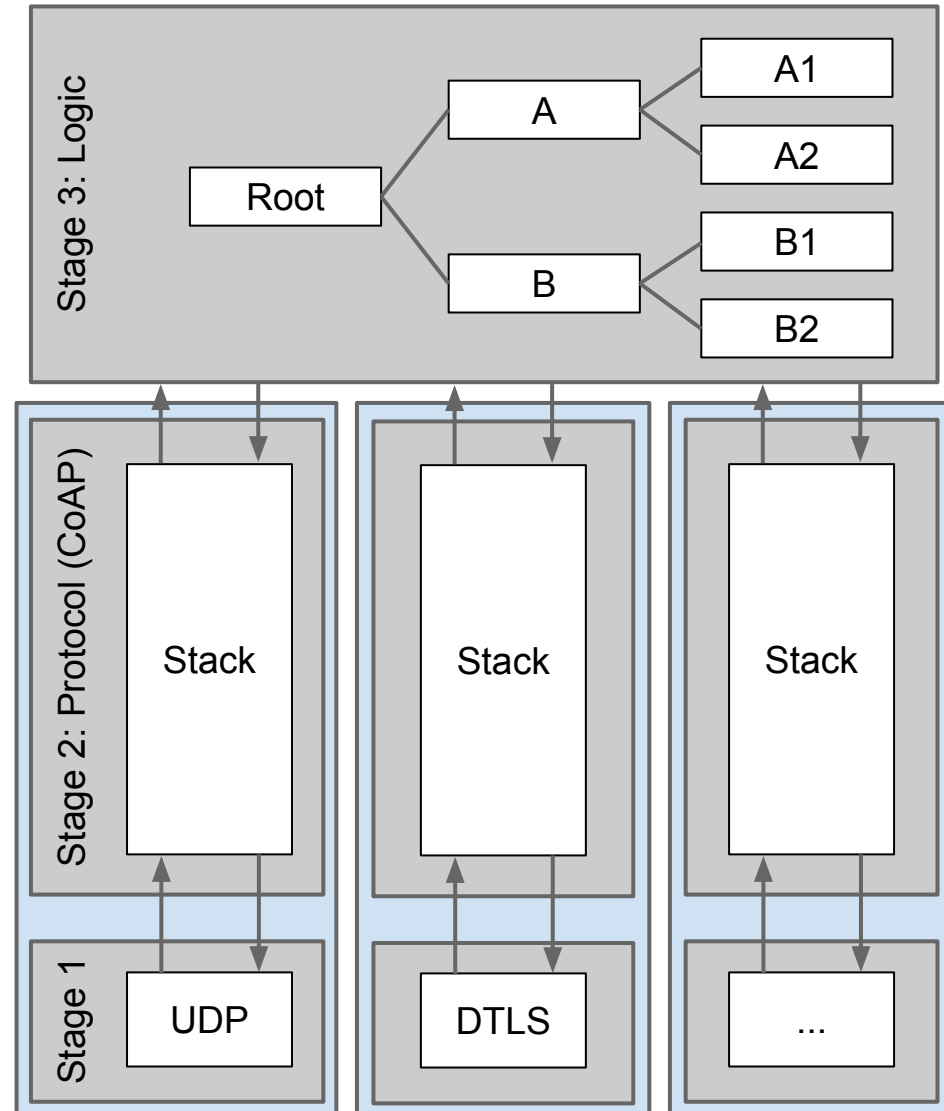 Stage 3: Logic
Root
A
B
A1
A2
B1
B2
Stage 2: Protocol (CoAP)
Stack
Stack
Stack
Stage 1
UDP
DTLS
...